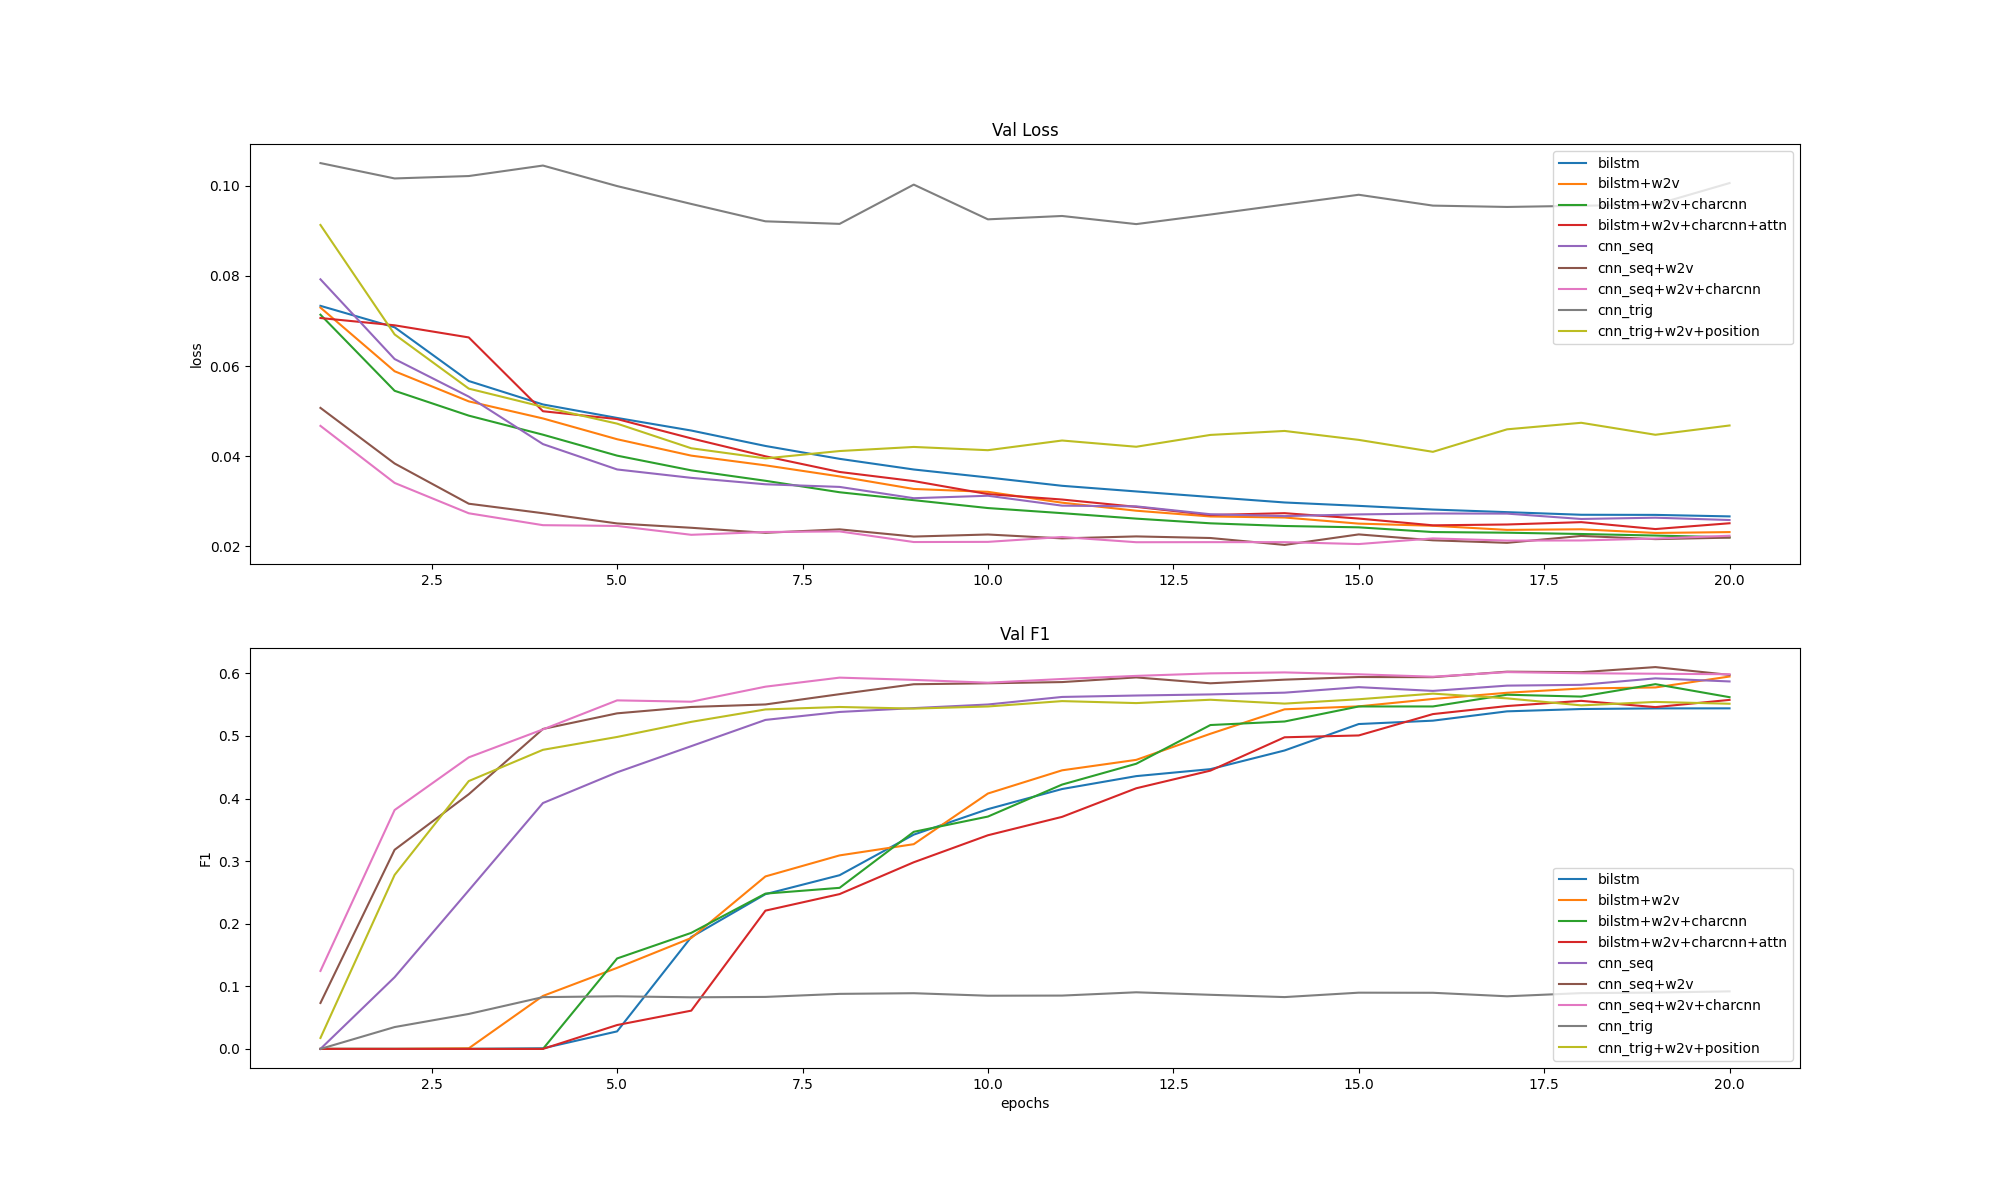 Val Loss
loss
0.10
0.08
0.06
0.04
0.02
2.5 5.0 7.5 10.0 12.5 15.0 17.5 20.0
bilstm
bilstm+w2v
bilstm+w2v+charcnn
bilstm+w2v+charcnn+attn
cnn_seq
cnn_seq+w2v
cnn_seq+w2v+charcnn
cnn_trig
cnn_trig+w2v+position
Val F1
F1
0.6
0.5
0.4
0.3
0.2
0.1
0.0
2.5 5.0 7.5 10.0 12.5 15.0 17.5 20.0
epochs
bilstm
bilstm+w2v
bilstm+w2v+charcnn
bilstm+w2v+charcnn+attn
cnn_seq
cnn_seq+w2v
cnn_seq+w2v+charcnn
cnn_trig
cnn_trig+w2v+position